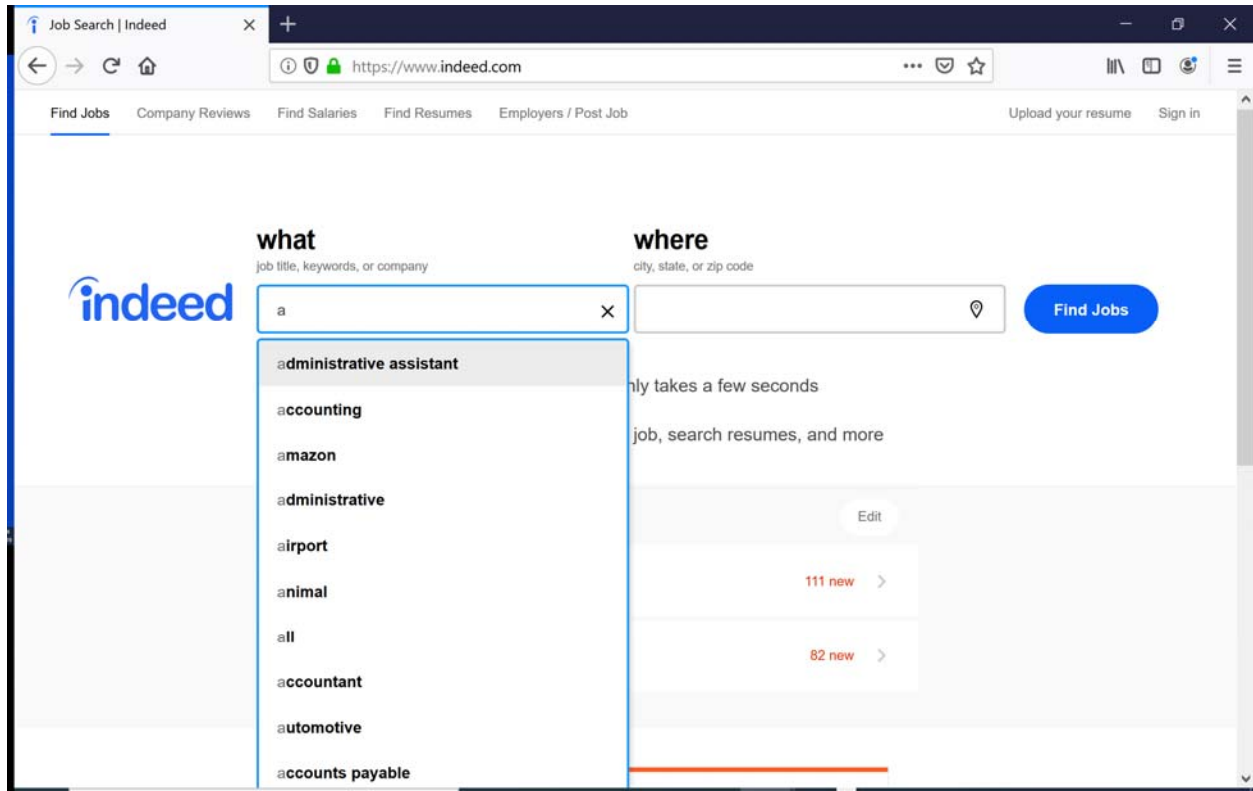 Job Search | Indeed
https://www.indeed.com
Find Jobs Company Reviews Find Salaries Find Resumes Employers / Post Job Upload your resume Sign in
what where
job title, keywords, or company city, state, or zip code
indeed a Find Jobs
administrative assistant
nly takes a few seconds
accounting
job, search resumes, and more
amazon
administrative
Edit
airport
111 new
animal
all
82 new
accountant
automotive
accounts payable